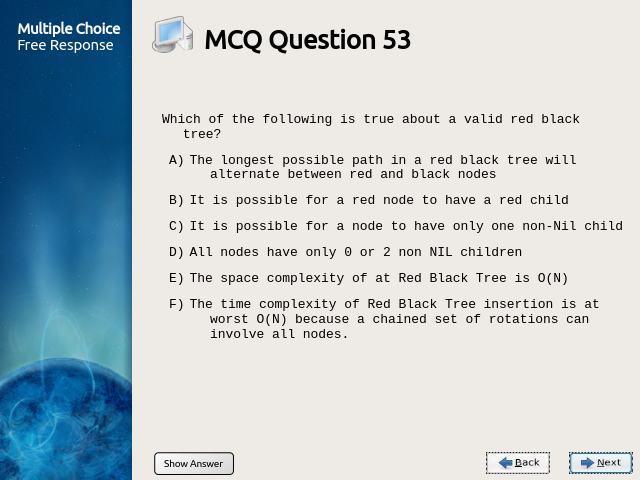 Multiple Choice
Free Response
MCQ Question 53
Which of the following is true about a valid red black
tree?
A) The longest possible path in a red black tree will
alternate between red and black nodes
B) It is possible for a red node to have a red child
C) It is possible for a node to have only one non-Nil child
D) All nodes have only 0 or 2 non NIL children
E) The space complexity of at Red Black Tree is O(N)
F) The time complexity of Red Black Tree insertion is at
worst O(N) because a chained set of rotations can
involve all nodes.
Show Answer
Back
Next